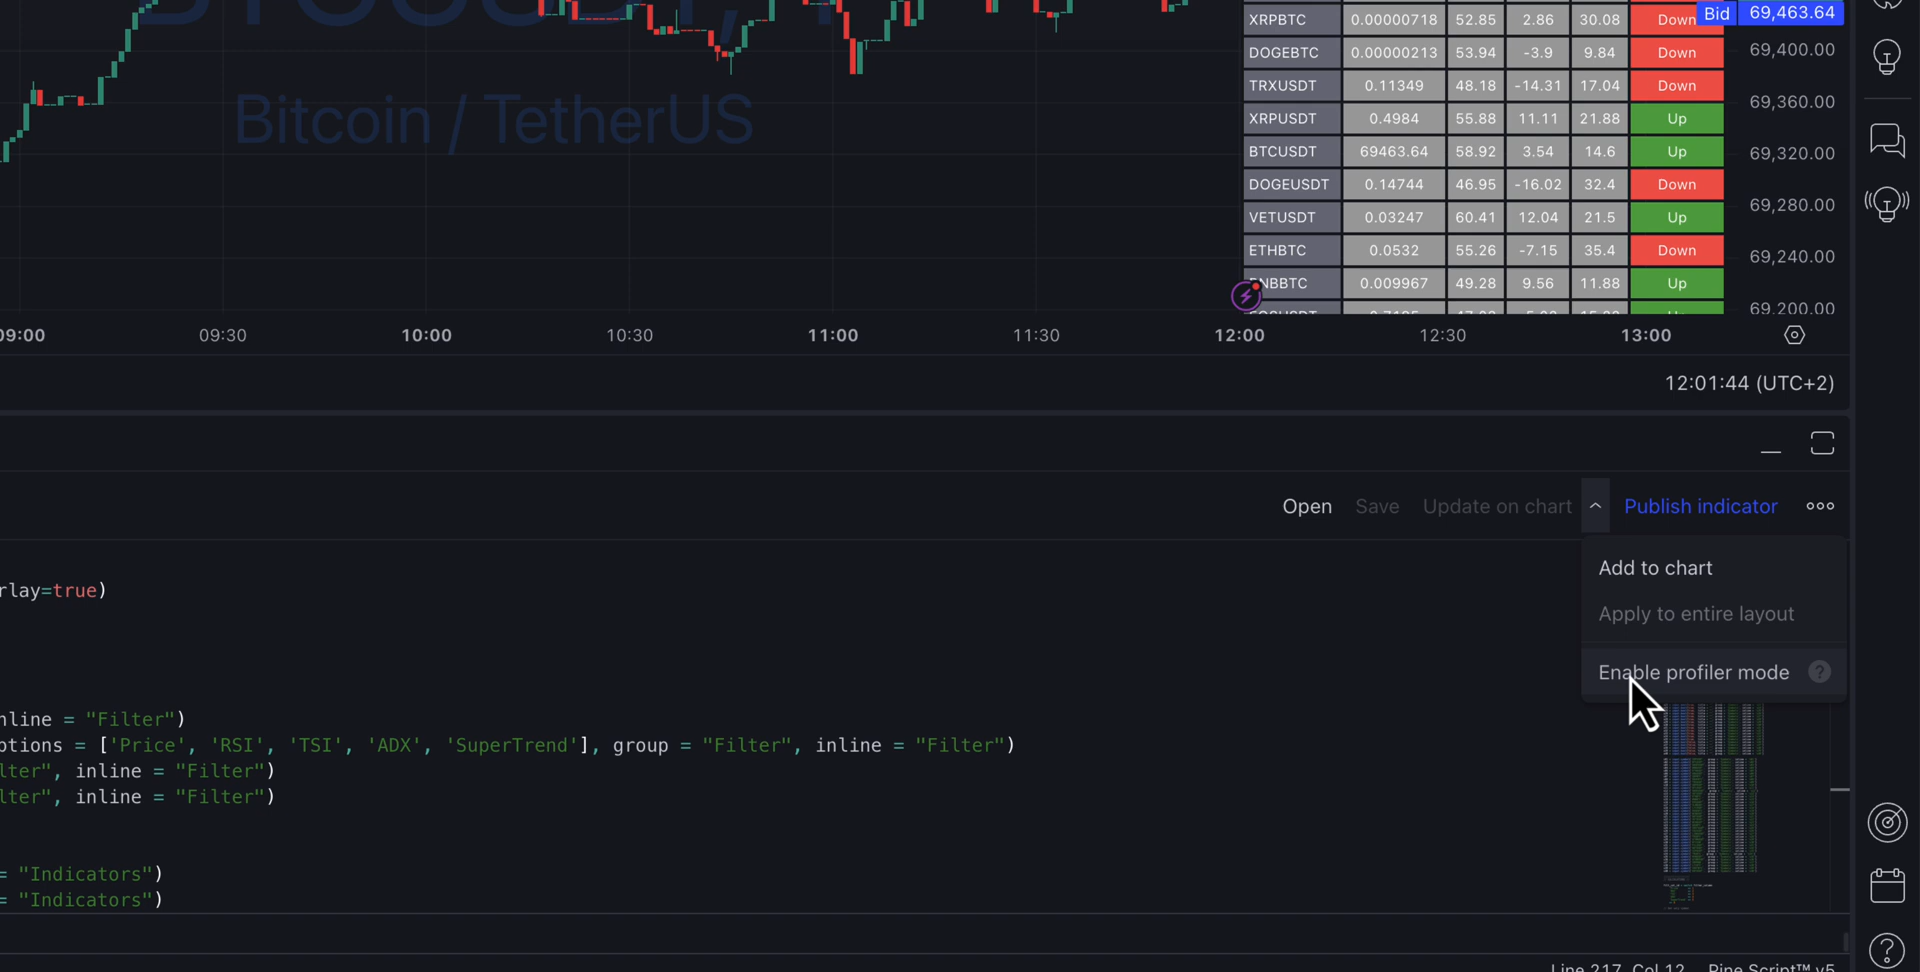 Bitcoin / TetherUS
XRPBTC 0.00000718 52.85 2.86 30.08 Down
DOGEBTC 0.00000213 53.94 -3.9 9.84 Down
TRXUSDT 0.11349 48.18 -14.31 17.04 Down
XRPUSDT 0.4984 55.88 11.11 21.88 Up
BTCUSDT 69463.64 58.92 3.54 14.6 Up
DOGEUSDT 0.14744 46.95 -16.02 32.4 Down
VETUSDT 0.03247 60.41 12.04 21.5 Up
ETHBTC 0.0532 55.26 -7.15 35.4 Down
NBBTC 0.009967 49.28 9.56 11.88 Up
Bid 69,463.64
69,400.00
69,360.00
69,320.00
69,280.00
69,240.00
69,200.00
09:00 09:30 10:00 10:30 11:00 11:30 12:00 12:30 13:00
12:01:44 (UTC+2)
Open Save Update on chart Publish indicator
Add to chart
Apply to entire layout
Enable profiler mode ?
rlay=true)
nline = "Filter")
ptions = ['Price', 'RSI', 'TSI', 'ADX', 'SuperTrend'], group = "Filter", inline = "Filter")
lter", inline = "Filter")
lter", inline = "Filter")
= "Indicators")
= "Indicators")
Line 217, Col 12 Pine Script™ v5